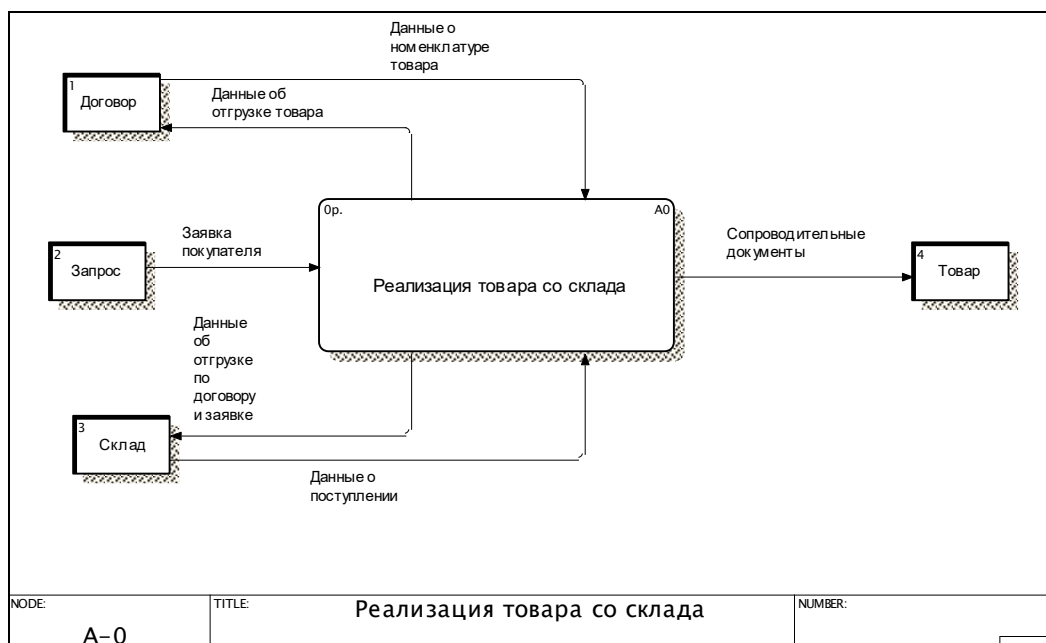 Данные о
номенклатуре
товара
1
Договор
Данные об
отгрузке товара
0р.
A0
Заявка
покупателя
Сопроводительные
документы
2
Запрос
4
Товар
Реализация товара со склада
Данные
об
отгрузке
по
договору
и заявке
3
Склад
Данные о
поступлении
NODE:
TITLE:
Реализация товара со склада
NUMBER:
A-0